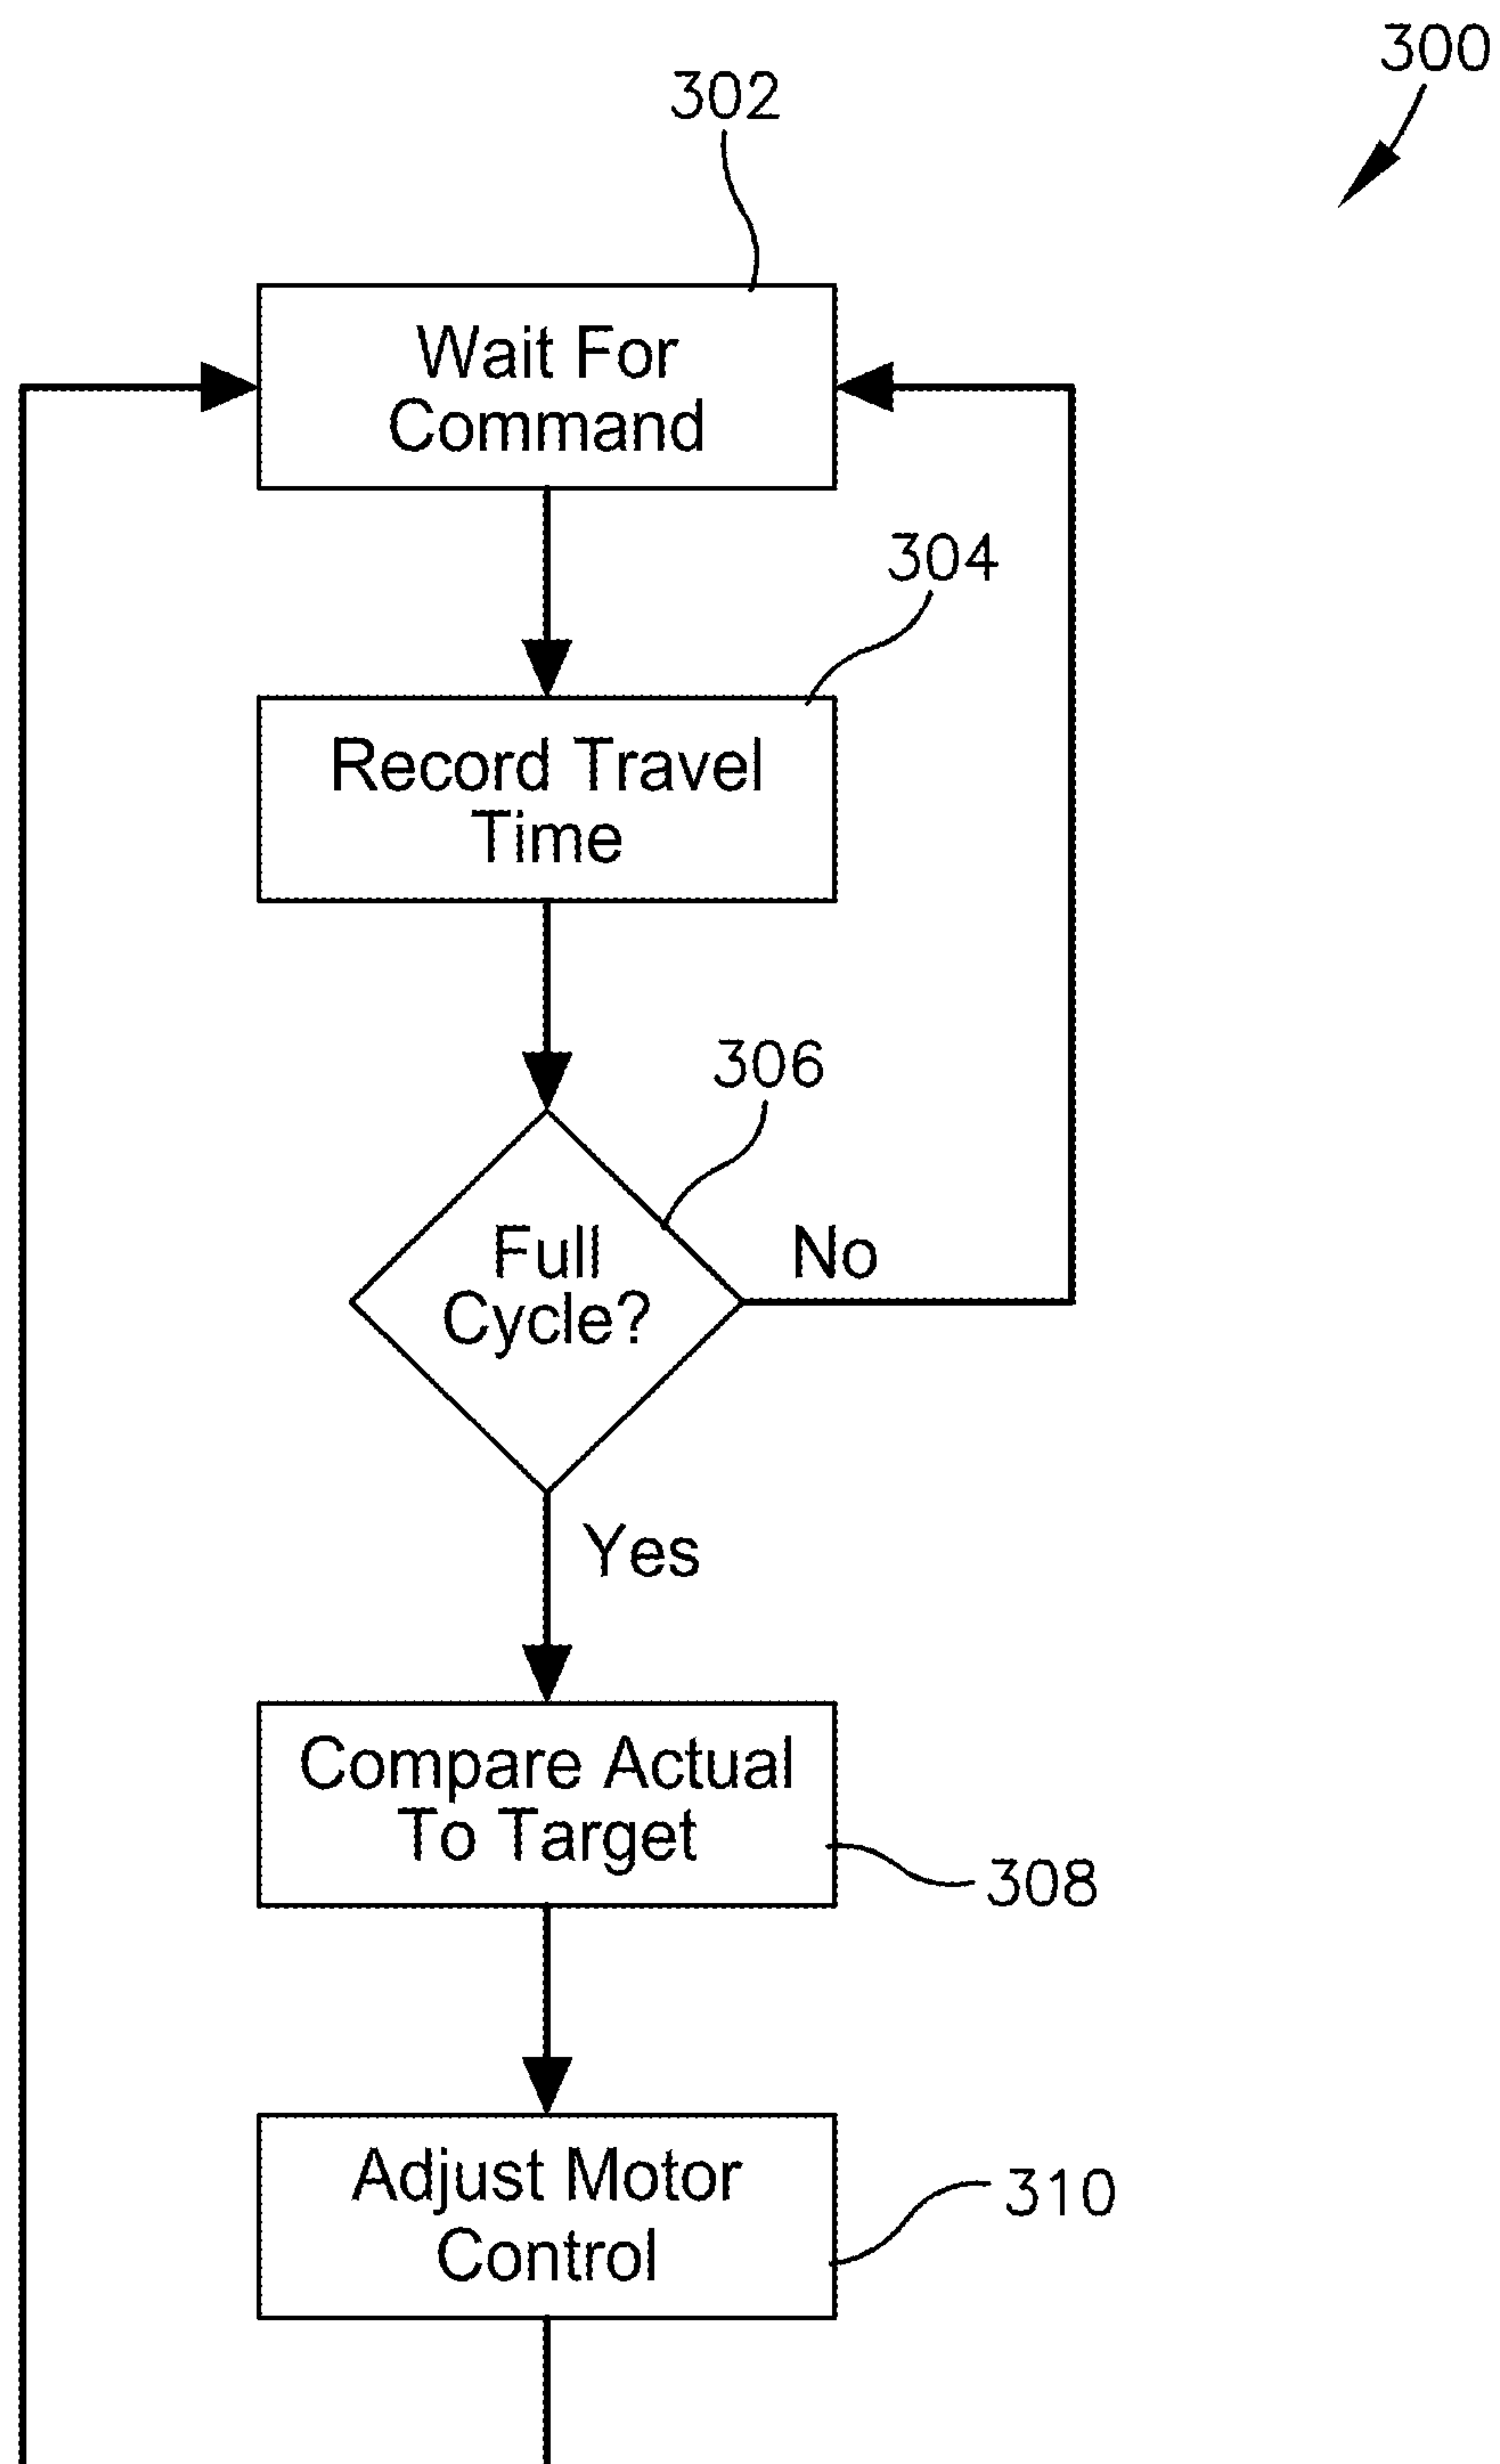 300
302
Wait For
Command
304
Record Travel
Time
306
Full
Cycle?
No
Yes
Compare Actual
To Target
308
Adjust Motor
Control
310